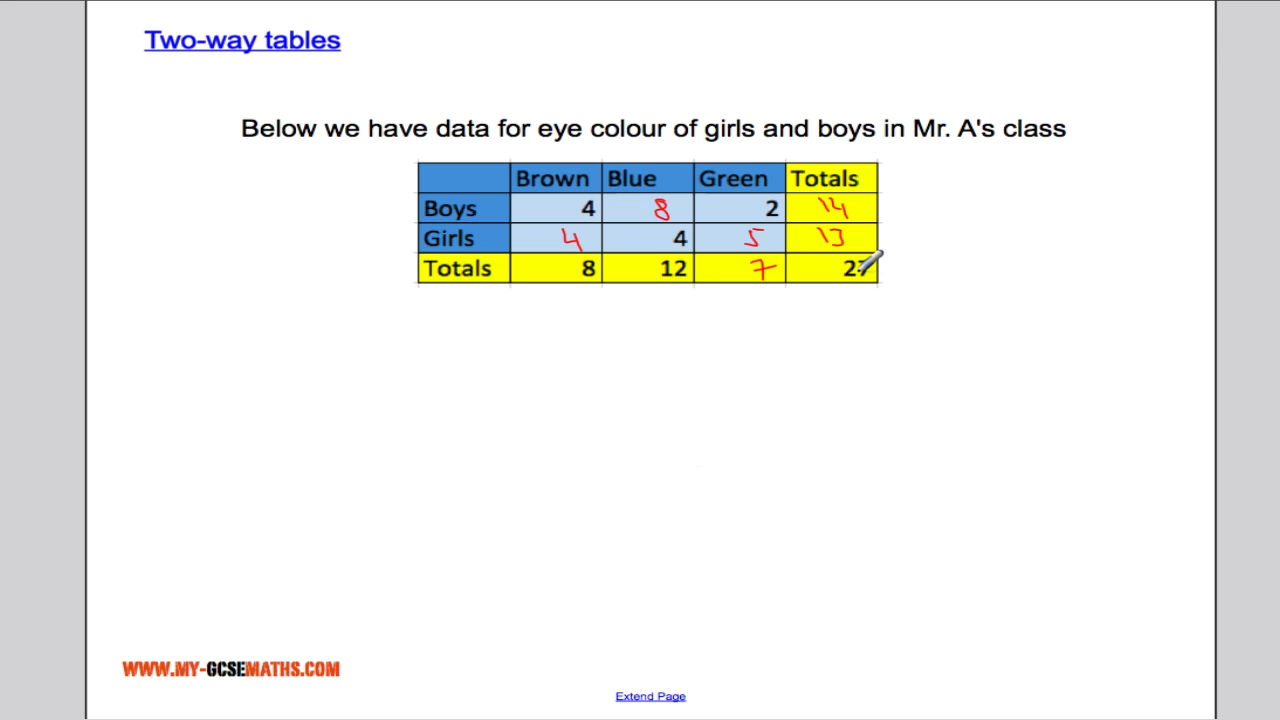 Two-way tables
Below we have data for eye colour of girls and boys in Mr. A's class
Brown Blue Green Totals
Boys 4 8 2 14
Girls 4 4 5 13
Totals 8 12 7 27
WWW.MY-GCSEMATHS.COM
Extend Page